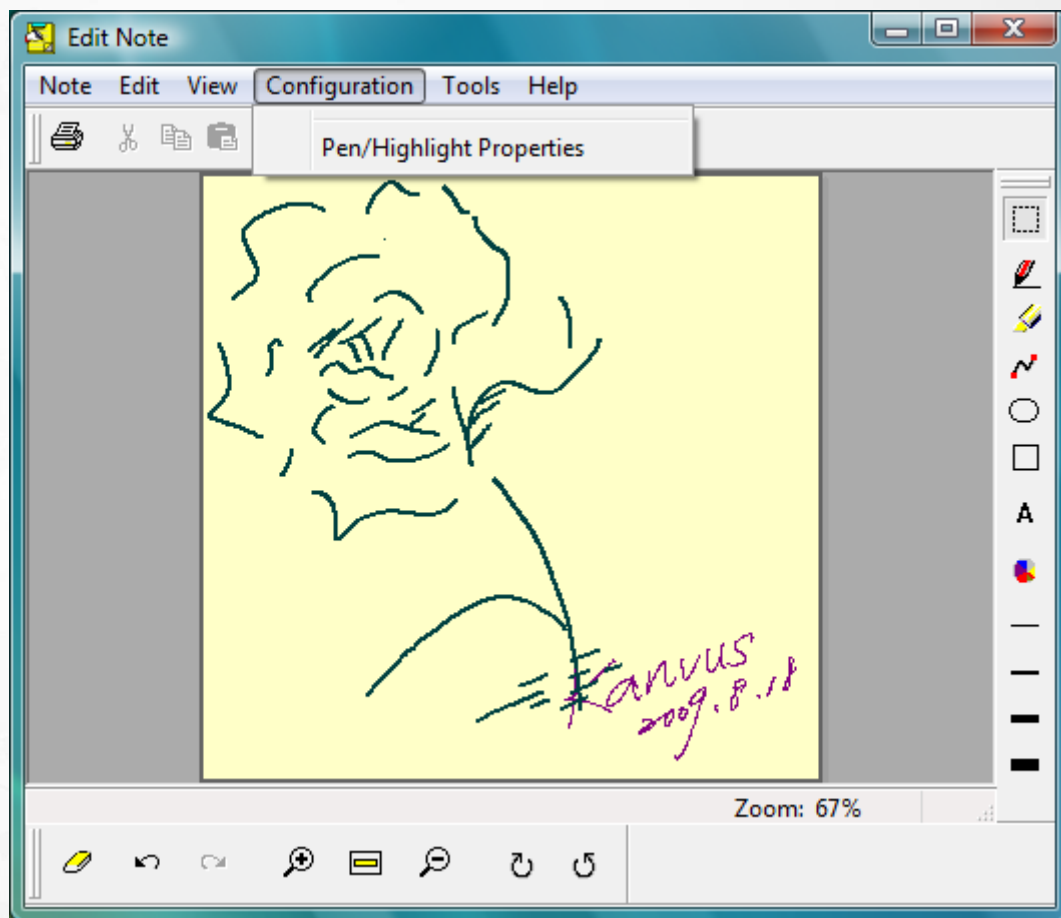 Edit Note
Note Edit View Configuration Tools Help
Pen/Highlight Properties
A
Kanvus
2009.8.18
Zoom: 67%